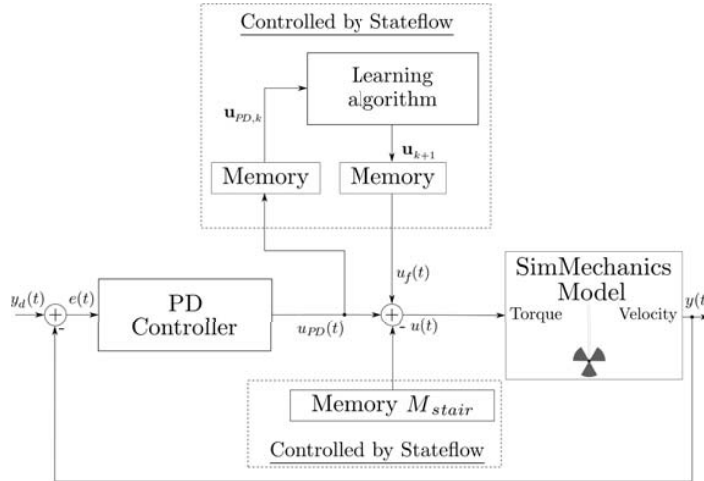 Controlled by Stateflow
Learning
algorithm
u_{PD,k}
u_{k+1}
Memory
Memory
u_f(t)
SimMechanics
Model
y_d(t)
e(t)
PD
Controller
u_{PD}(t)
+
-
+
-
u(t)
Torque
Velocity
y(t
Memory M_{stair}
Controlled by Stateflow